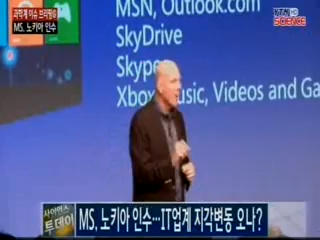 과학계 이슈 브리핑④
MS, 노키아 인수
YTN SCIENCE
MSN, Outlook.com
SkyDrive
Skype
Xbox Music, Videos and Ga
사이언스
투데이
MS, 노키아 인수…IT업계 지각변동 오나?